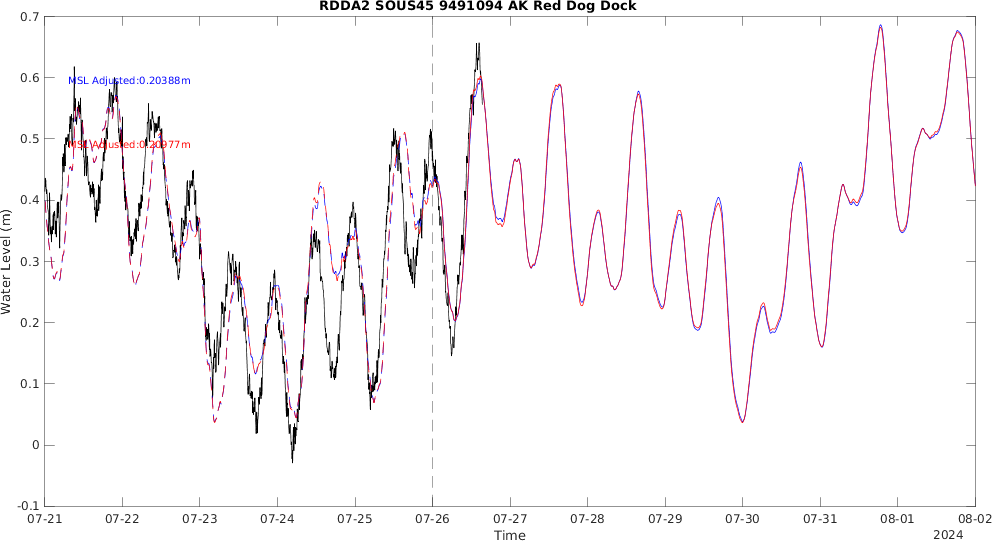 RDDA2 SOUS45 9491094 AK Red Dog Dock
0.7
0.6
0.5
0.4
0.3
0.2
0.1
0
-0.1
Water Level (m)
MSL Adjusted:0.20388m
MSL Adjusted:0.20977m
07-21 07-22 07-23 07-24 07-25 07-26 07-27 07-28 07-29 07-30 07-31 08-01 08-02
Time
2024